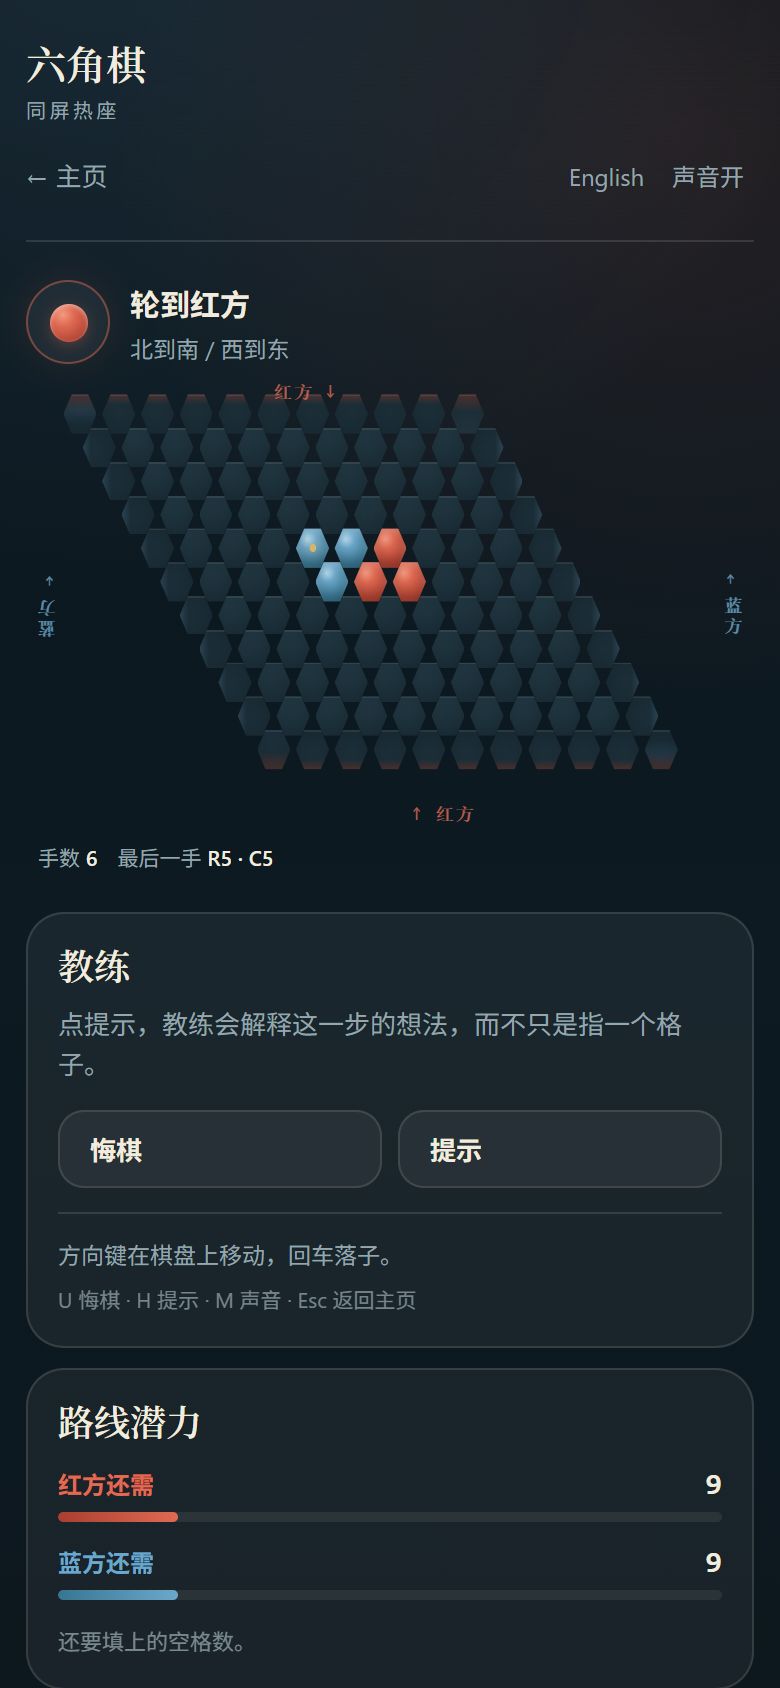 六角棋
同屏热座
← 主页
English 声音开
轮到红方
北到南 / 西到东
红方 ↓
蓝方 →
← 蓝方
↑ 红方
手数 6 最后一手 R5 · C5
教练
点提示，教练会解释这一步的想法，而不只是指一个格
子。
悔棋
提示
方向键在棋盘上移动，回车落子。
U 悔棋 · H 提示 · M 声音 · Esc 返回主页
路线潜力
红方还需 9
蓝方还需 9
还要填上的空格数。